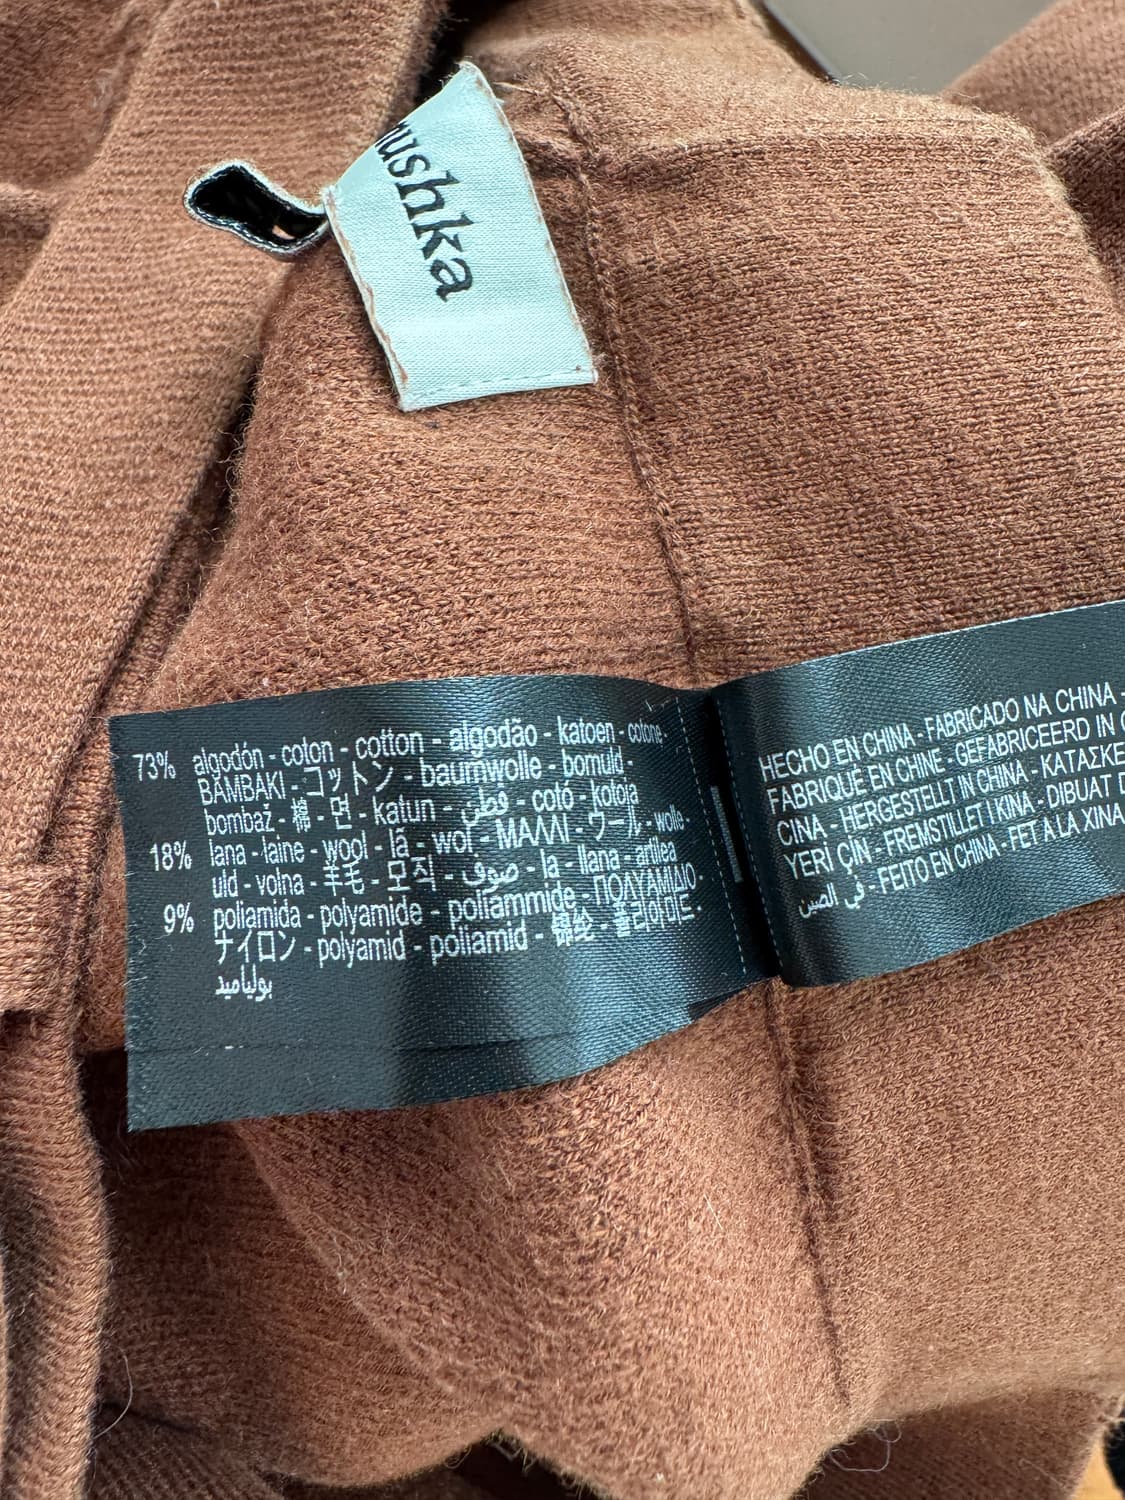 ushka
73% algodón - coton - cotton - algodão - katoen - cotone -
BAMBAKI - コットン - baumwolle - bomuld -
bombaž - 棉 - 면 - katun - قطن - cotó - kotoia
18% lana - laine - wool - lã - wol - ΜΑΛΛΙ - ウール - wolle -
uld - volna - 羊毛 - 모직 - صوف - la - llana - artilea
9% poliamida - polyamide - poliammide - ΠΟΛΥΑΜΙΔΙΟ -
ナイロン - polyamid - poliamid - 錦纶 - 폴리아미드 -
بولياميد
HECHO EN CHINA - FABRICADO NA CHINA -
FABRIQUÉ EN CHINE - GEFABRICEERD IN
CINA - HERGESTELLT IN CHINA - ΚΑΤΑΣΚΕ
YERİ ÇİN - FREMSTILLET I KINA - DIBUAT D
في الصين - FEITO EN CHINA - FET A LA XINA